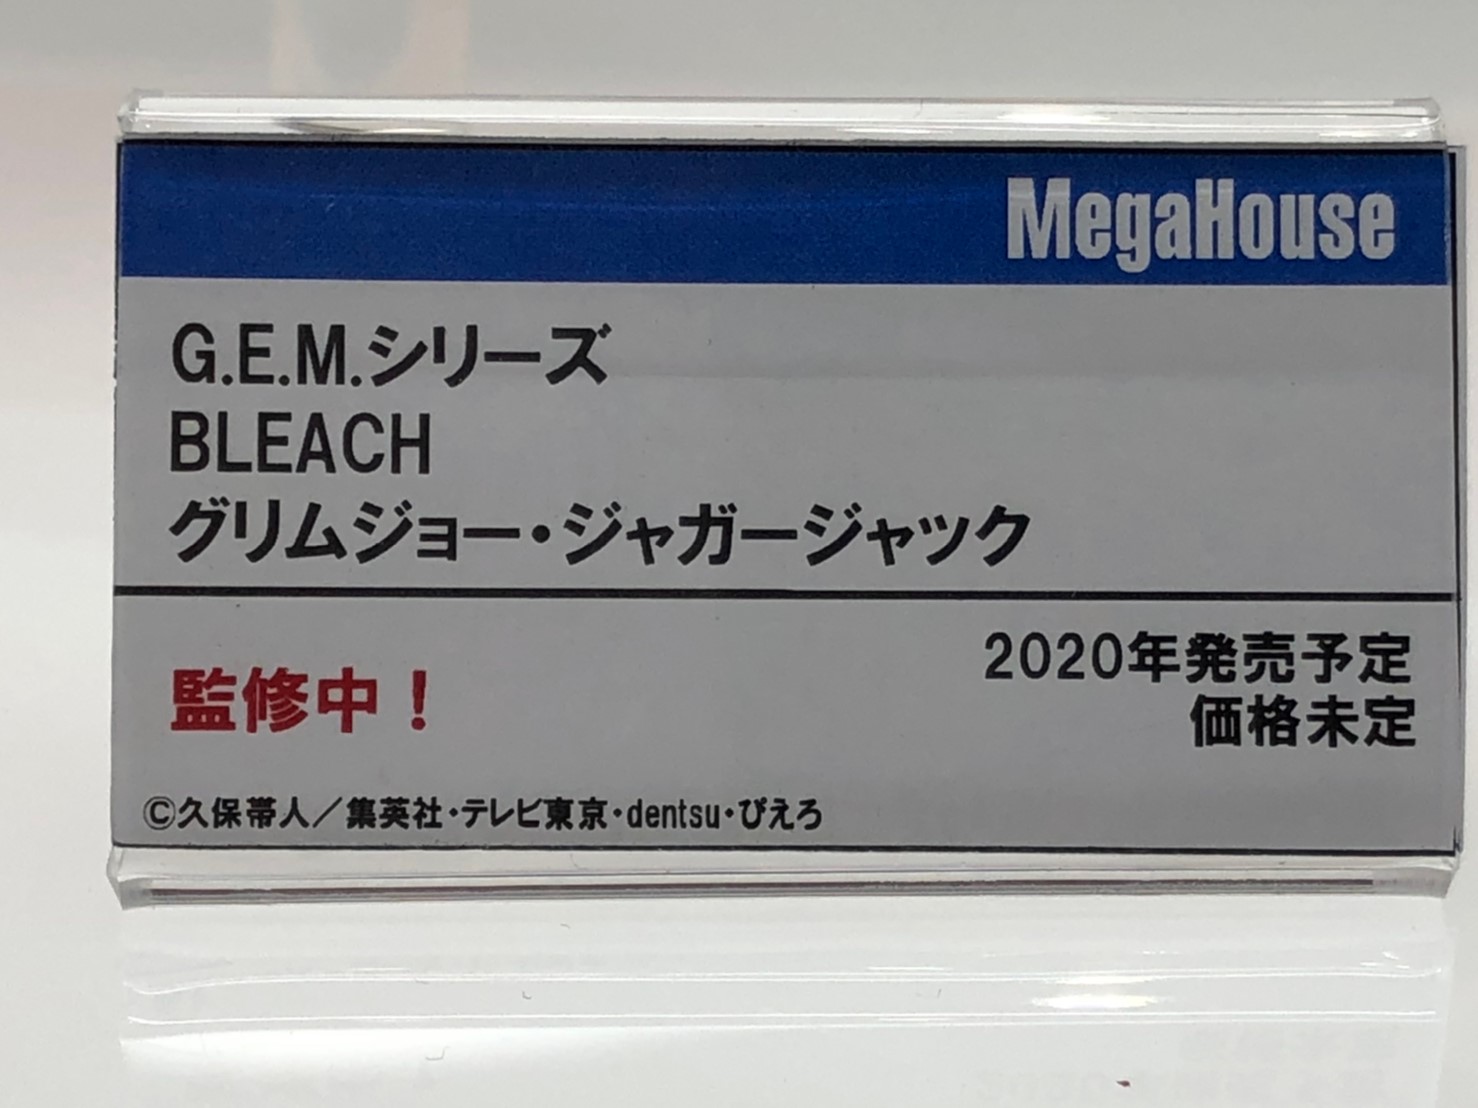 MegaHouse
G.E.M.シリーズ
BLEACH
グリムジョー・ジャガージャック
監修中！
2020年発売予定
価格未定
©久保帯人／集英社・テレビ東京・dentsu・ぴえろ